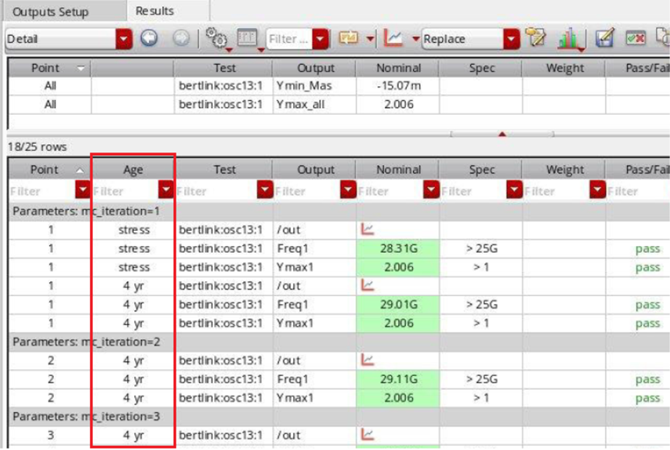 Outputs Setup Results
Detail Filter ... Replace
Point Test Output Nominal Spec Weight Pass/Fail
All bertlink:osc13:1 Ymin_Mas -15.07m
All bertlink:osc13:1 Ymax_all 2.006
18/25 rows
Point Age Test Output Nominal Spec Weight Pass/Fail
Filter Filter Filter Filter Filter Filter Filter Filter
Parameters: mc_iteration=1
1 stress bertlink:osc13:1 /out
1 stress bertlink:osc13:1 Freq1 28.31G > 25G pass
1 stress bertlink:osc13:1 Ymax1 2.006 > 1 pass
1 4 yr bertlink:osc13:1 /out
1 4 yr bertlink:osc13:1 Freq1 29.01G > 25G pass
1 4 yr bertlink:osc13:1 Ymax1 2.006 > 1 pass
Parameters: mc_iteration=2
2 4 yr bertlink:osc13:1 /out
2 4 yr bertlink:osc13:1 Freq1 29.11G > 25G pass
2 4 yr bertlink:osc13:1 Ymax1 2.006 > 1 pass
Parameters: mc_iteration=3
3 4 yr bertlink:osc13:1 /out